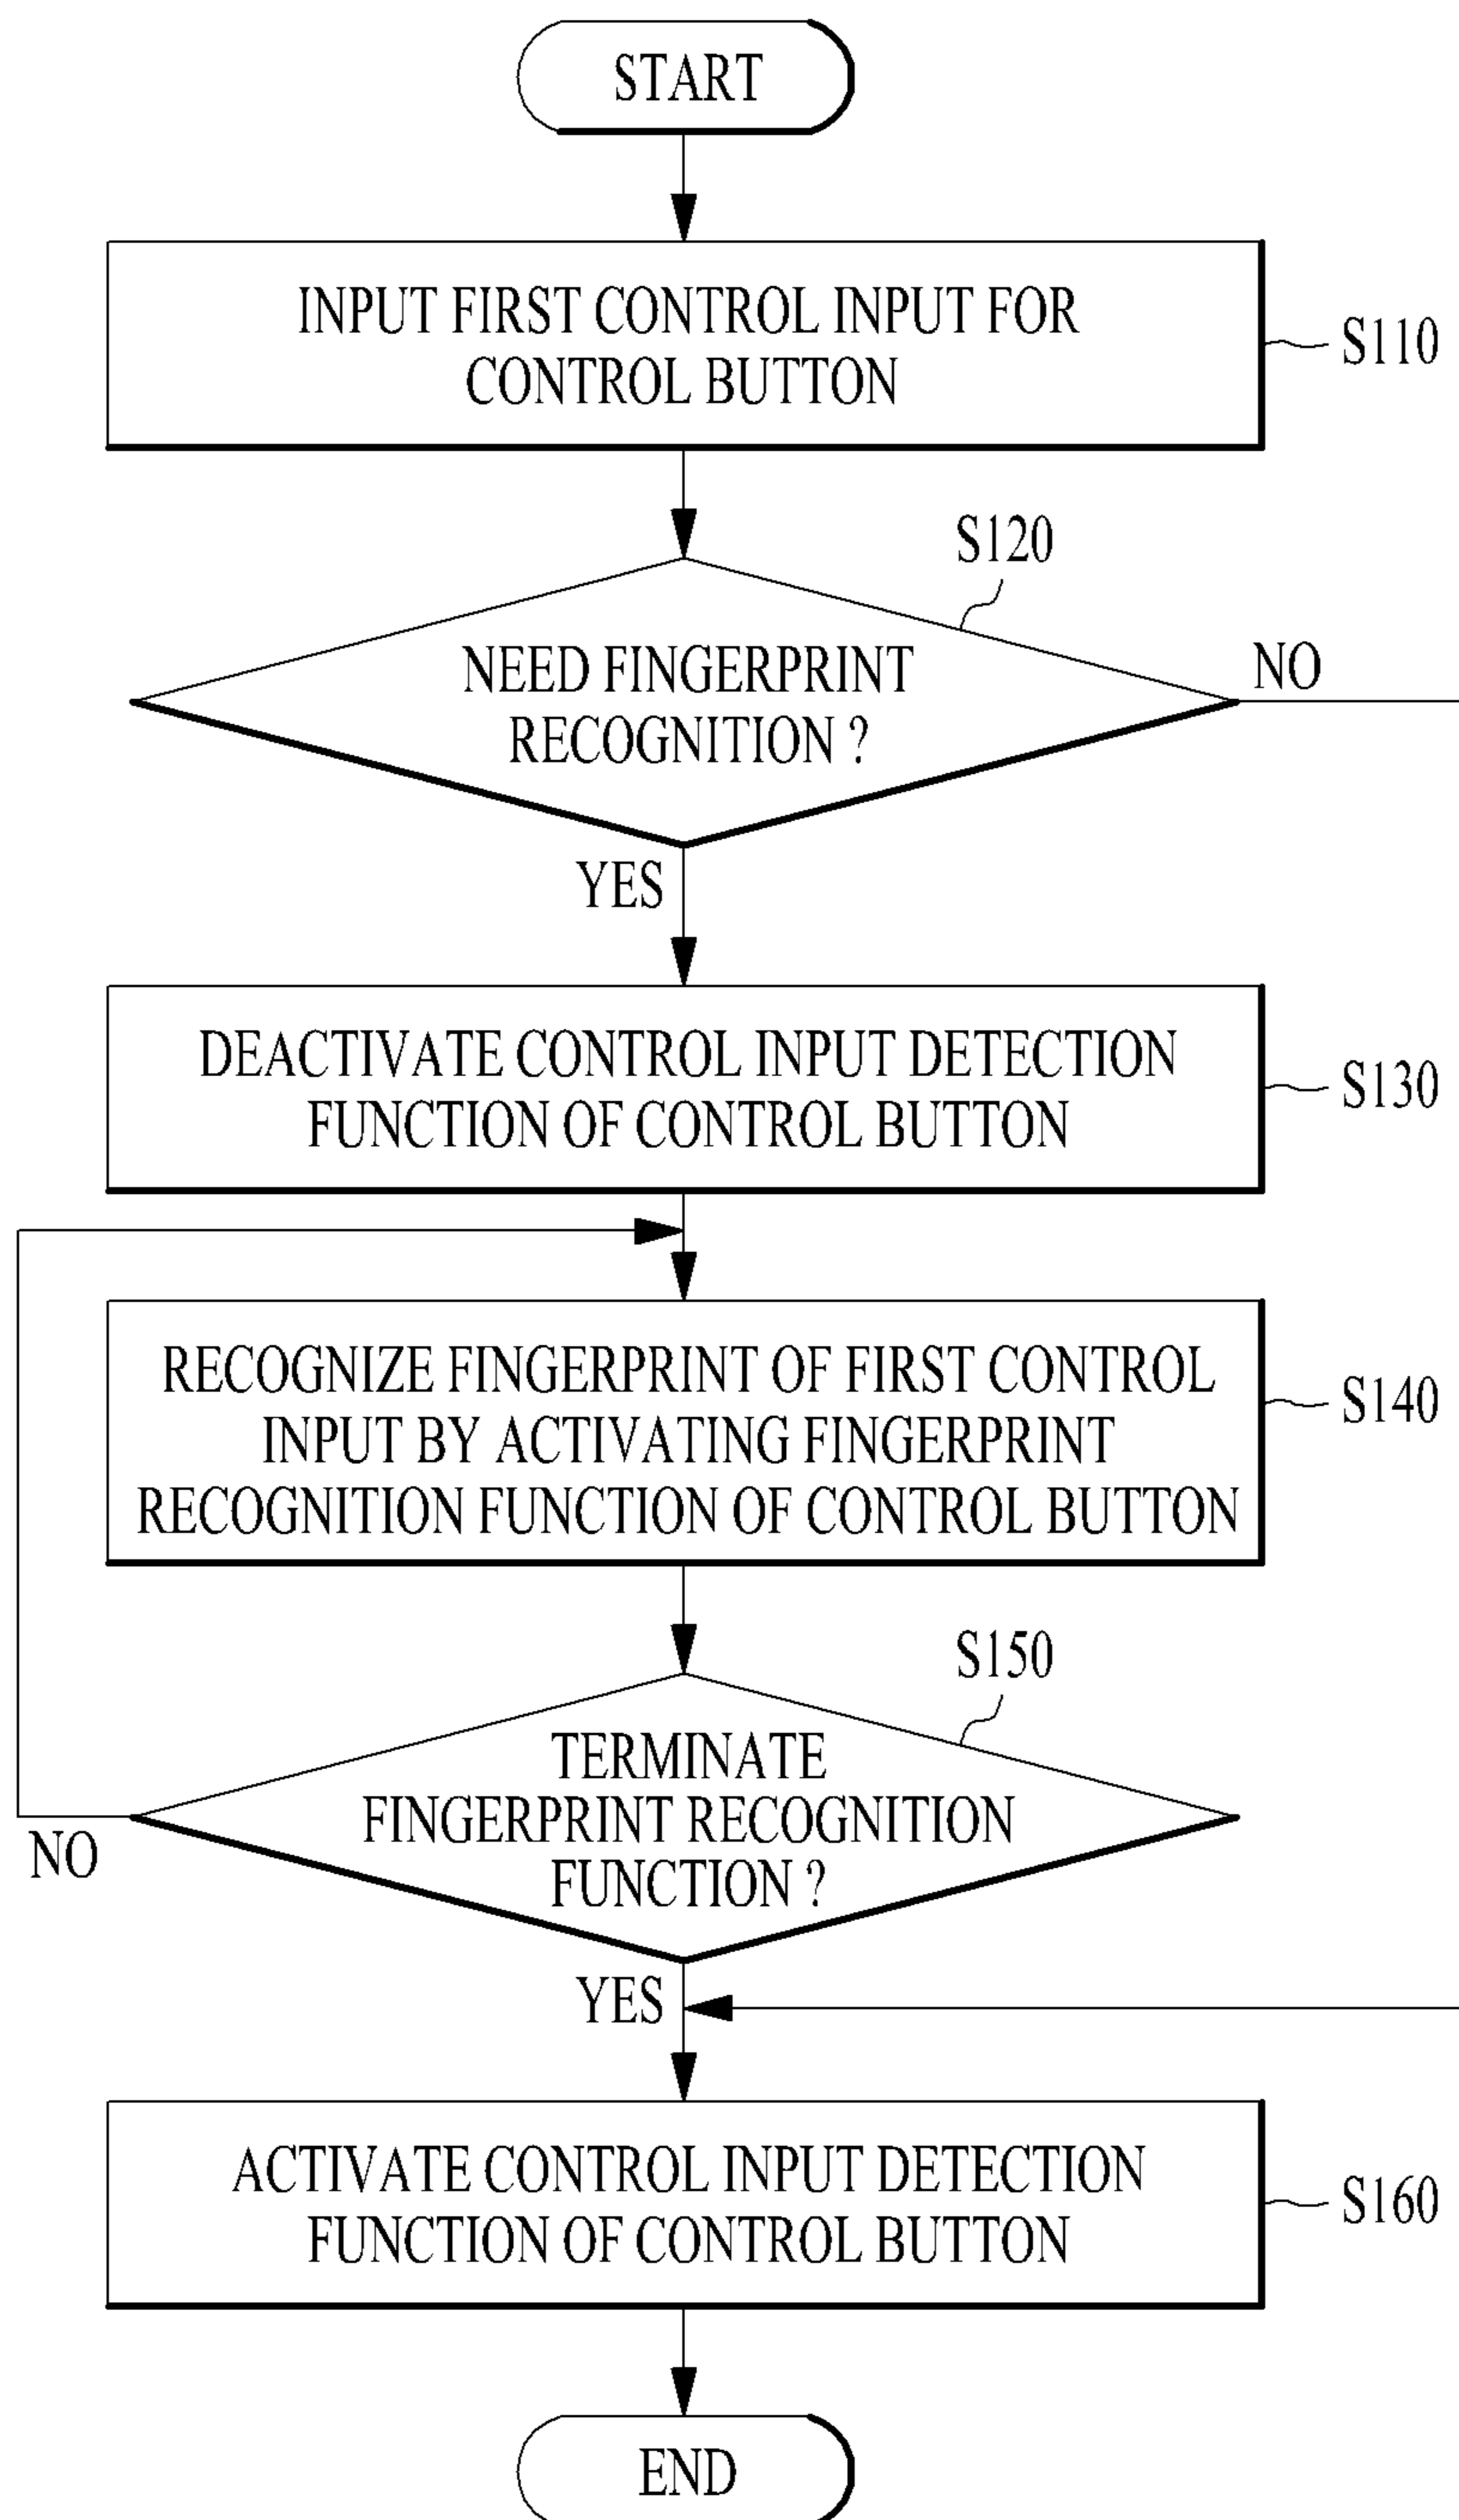 START
INPUT FIRST CONTROL INPUT FOR
CONTROL BUTTON
S110
S120
NEED FINGERPRINT
RECOGNITION ?
NO
YES
DEACTIVATE CONTROL INPUT DETECTION
FUNCTION OF CONTROL BUTTON
S130
RECOGNIZE FINGERPRINT OF FIRST CONTROL
INPUT BY ACTIVATING FINGERPRINT
RECOGNITION FUNCTION OF CONTROL BUTTON
S140
S150
TERMINATE
FINGERPRINT RECOGNITION
FUNCTION ?
NO
YES
ACTIVATE CONTROL INPUT DETECTION
FUNCTION OF CONTROL BUTTON
S160
END